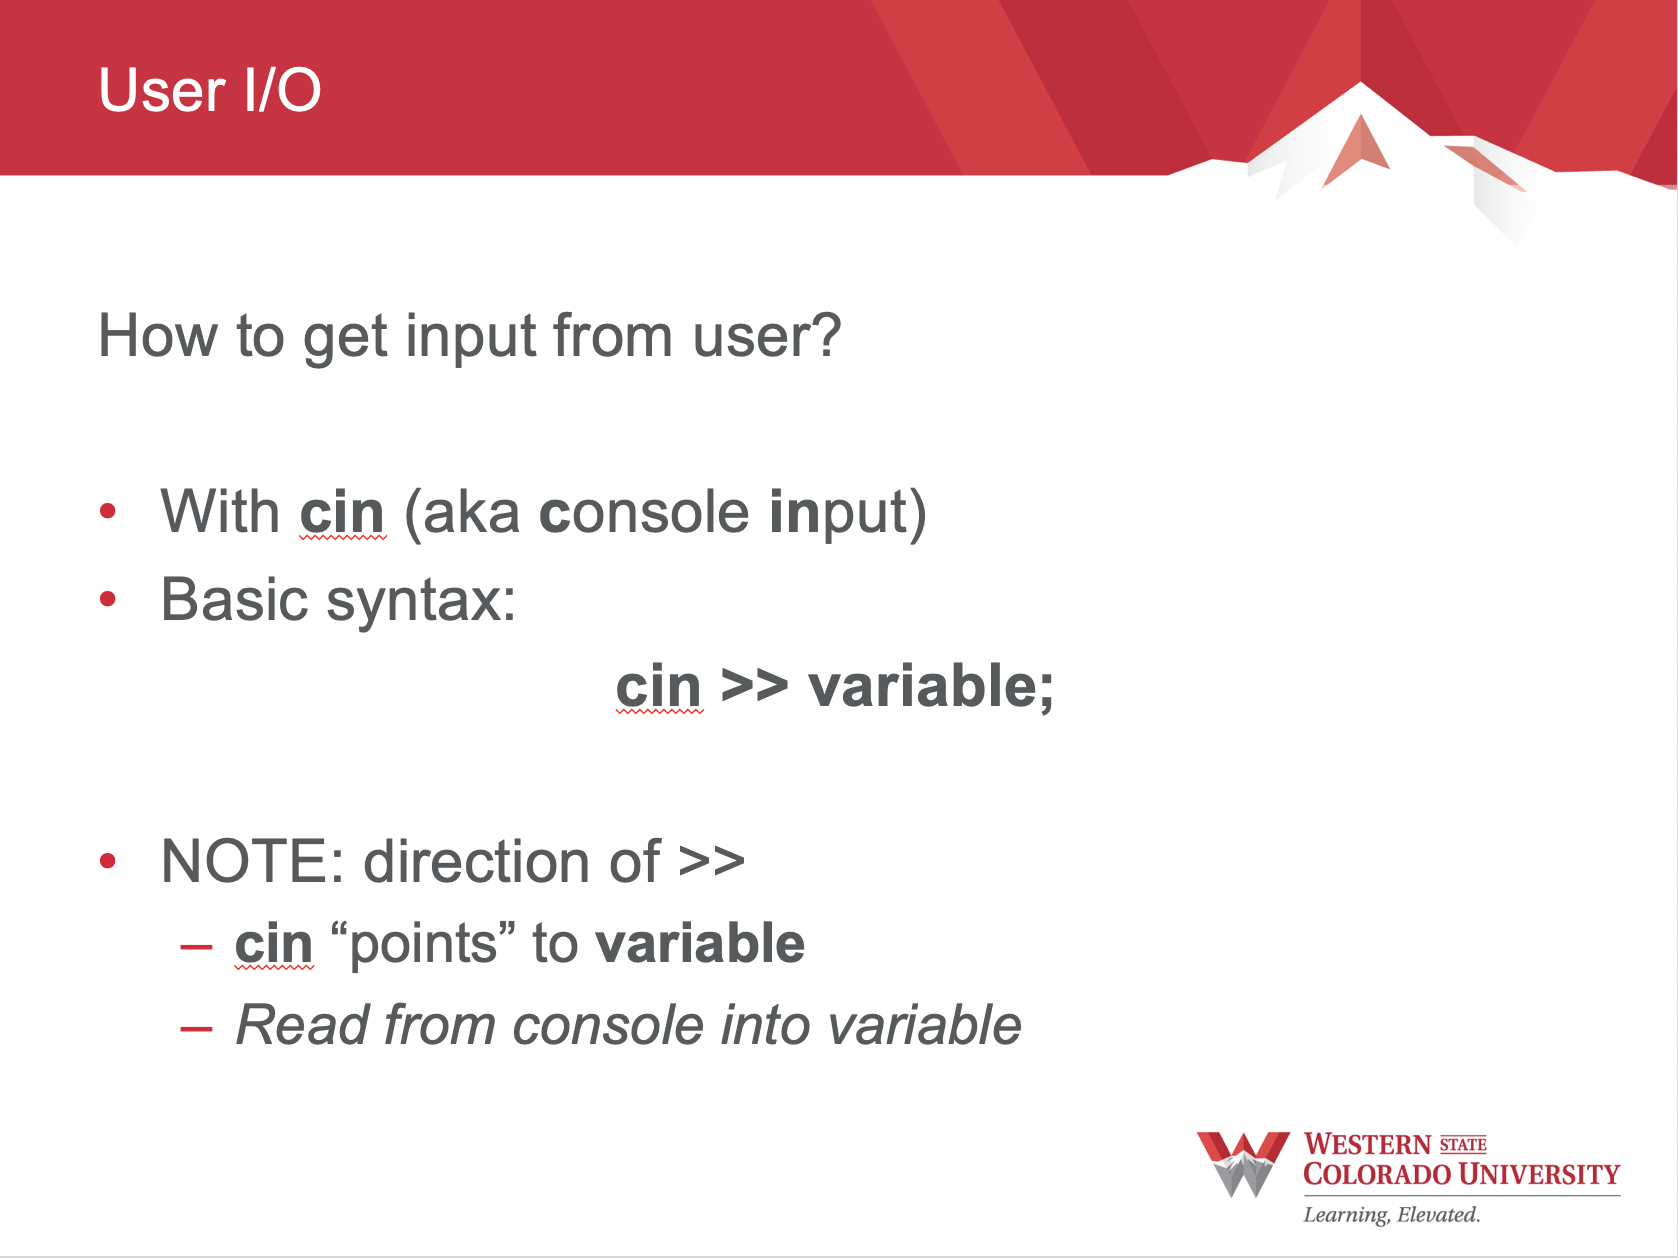 User I/O
How to get input from user?
• With cin (aka console input)
• Basic syntax:
cin >> variable;
• NOTE: direction of >>
– cin “points” to variable
– Read from console into variable
WESTERN STATE
COLORADO UNIVERSITY
Learning, Elevated.